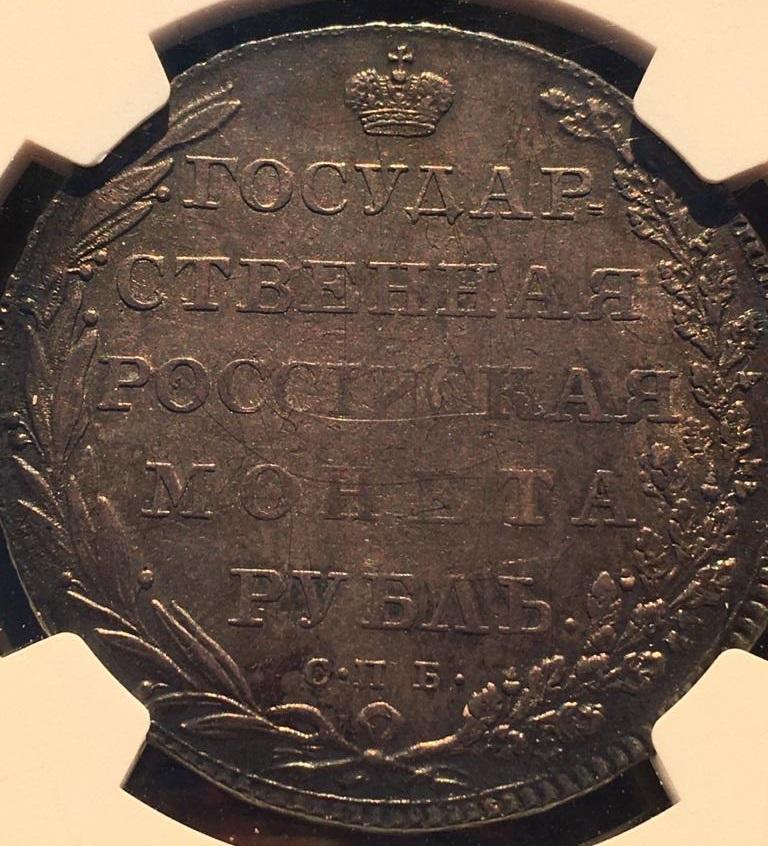 ГОСУДАР-
СТВЕННАЯ
РОССІЙСКАЯ
МОНЕТА
РУБЛЬ.
С·П Б·